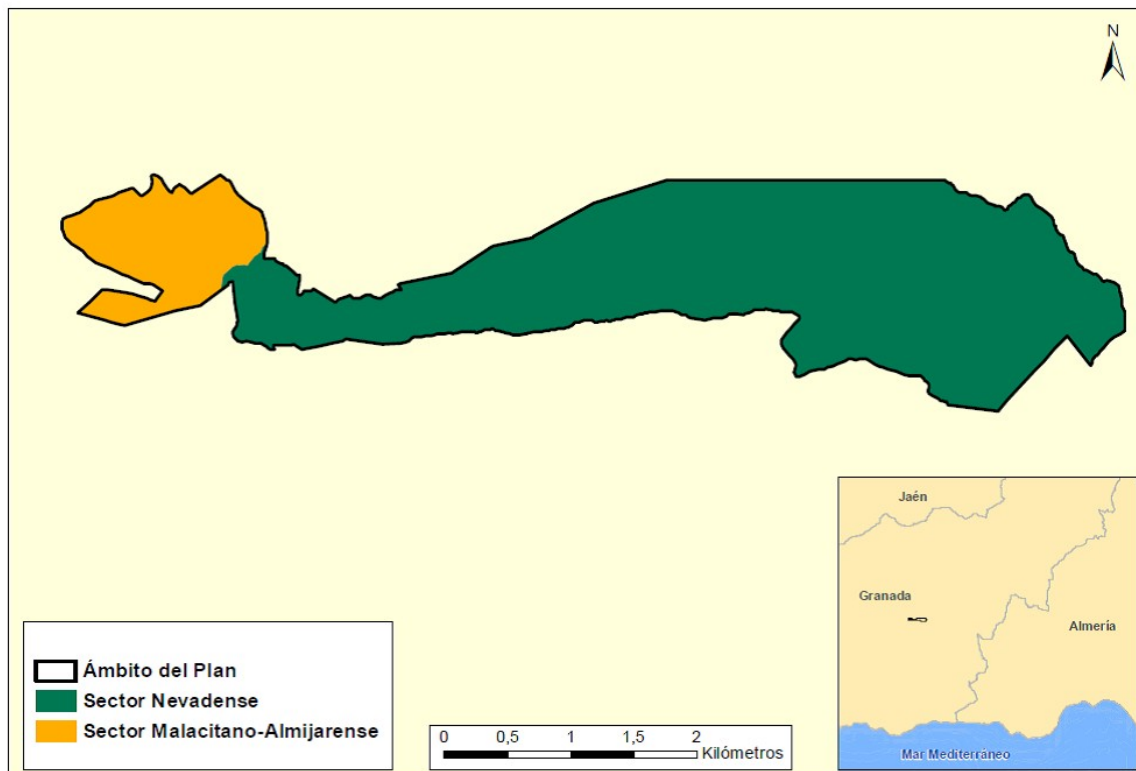 N
Jaén
Granada
Almería
Mar Mediterráneo
Ámbito del Plan
Sector Nevadense
Sector Malacitano-Almijarense
0 0,5 1 1,5 2
Kilómetros